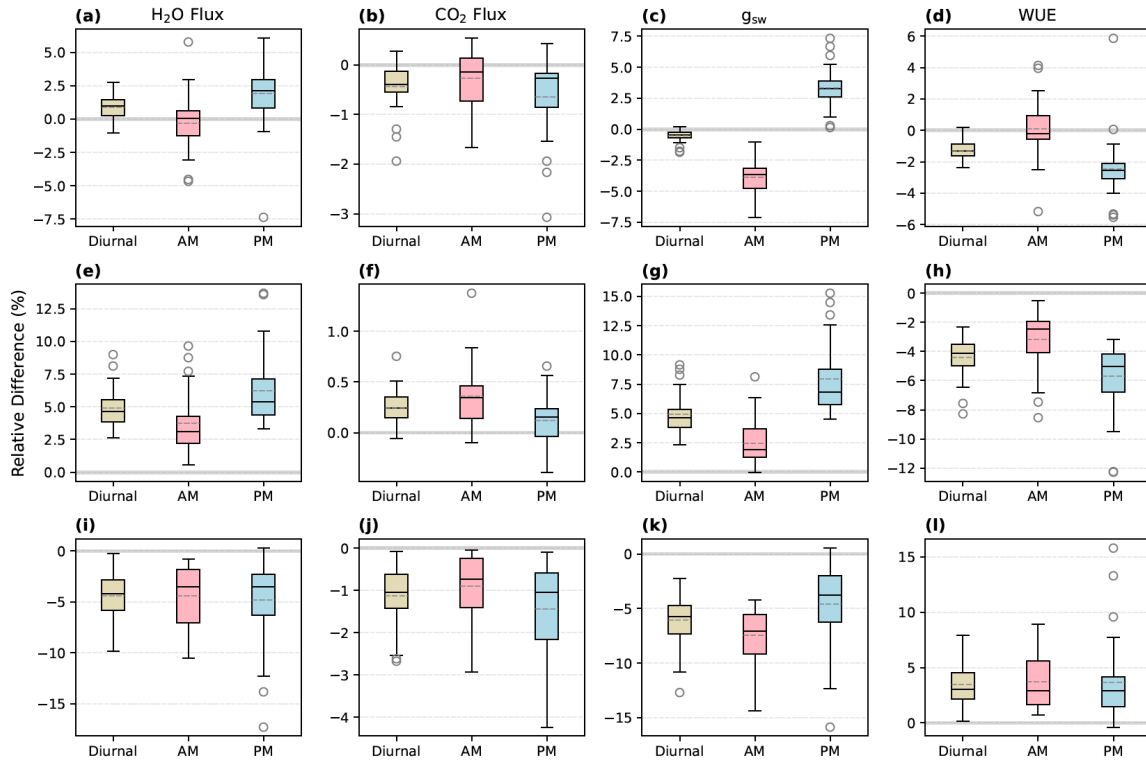 (a) H₂O Flux
(b) CO₂ Flux
(c) g_sw
(d) WUE
5.0
2.5
0.0
−2.5
−5.0
−7.5
Diurnal AM PM
0
−1
−2
−3
Diurnal AM PM
7.5
5.0
2.5
0.0
−2.5
−5.0
−7.5
Diurnal AM PM
6
4
2
0
−2
−4
−6
Diurnal AM PM
Relative Difference (%)
(e)
12.5
10.0
7.5
5.0
2.5
0.0
Diurnal AM PM
(f)
1.0
0.5
0.0
Diurnal AM PM
(g)
15.0
12.5
10.0
7.5
5.0
2.5
0.0
Diurnal AM PM
(h)
0
−2
−4
−6
−8
−10
−12
Diurnal AM PM
(i)
0
−5
−10
−15
Diurnal AM PM
(j)
0
−1
−2
−3
−4
Diurnal AM PM
(k)
0
−5
−10
−15
Diurnal AM PM
(l)
15
10
5
0
Diurnal AM PM